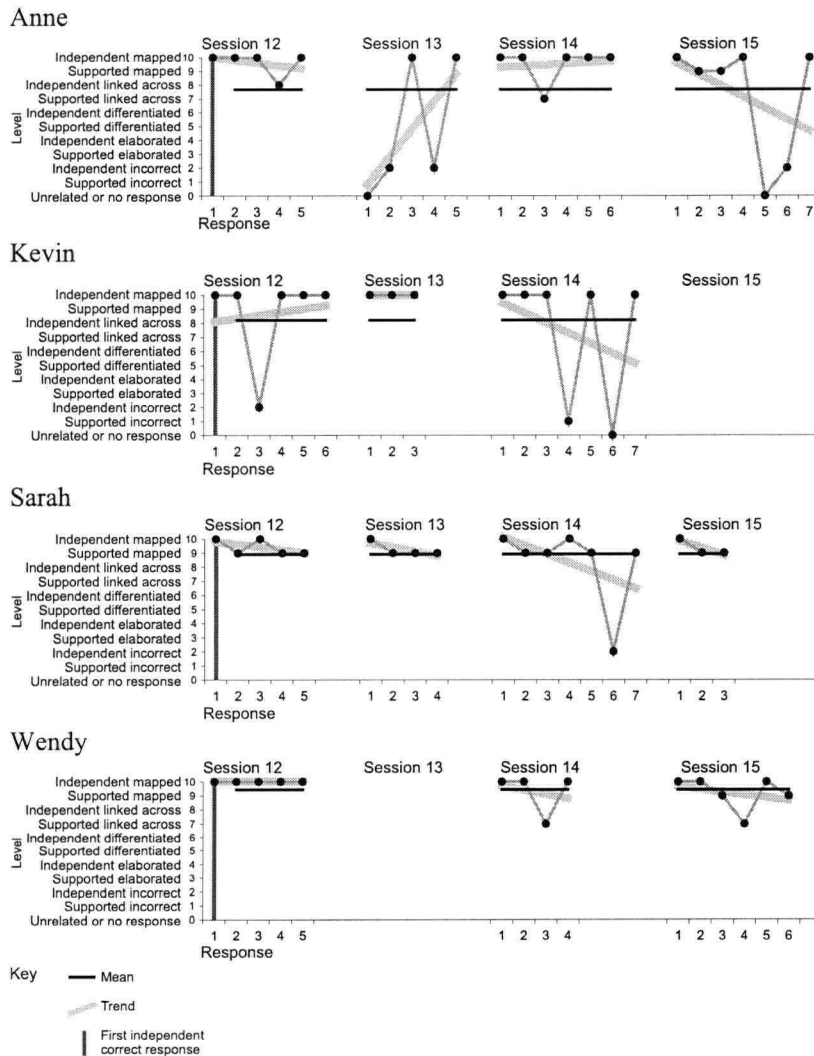 Anne
Session 12 Session 13 Session 14 Session 15
Independent mapped 10
Supported mapped 9
Independent linked across 8
Supported linked across 7
Independent differentiated 6
Supported differentiated 5
Independent elaborated 4
Supported elaborated 3
Independent incorrect 2
Supported incorrect 1
Unrelated or no response 0
Level
1 2 3 4 5 1 2 3 4 5 1 2 3 4 5 6 1 2 3 4 5 6 7
Response
Kevin
Session 12 Session 13 Session 14 Session 15
Independent mapped 10
Supported mapped 9
Independent linked across 8
Supported linked across 7
Independent differentiated 6
Supported differentiated 5
Independent elaborated 4
Supported elaborated 3
Independent incorrect 2
Supported incorrect 1
Unrelated or no response 0
Level
1 2 3 4 5 6 1 2 3 1 2 3 4 5 6 7
Response
Sarah
Session 12 Session 13 Session 14 Session 15
Independent mapped 10
Supported mapped 9
Independent linked across 8
Supported linked across 7
Independent differentiated 6
Supported differentiated 5
Independent elaborated 4
Supported elaborated 3
Independent incorrect 2
Supported incorrect 1
Unrelated or no response 0
Level
1 2 3 4 5 1 2 3 4 1 2 3 4 5 6 7 1 2 3
Response
Wendy
Session 12 Session 13 Session 14 Session 15
Independent mapped 10
Supported mapped 9
Independent linked across 8
Supported linked across 7
Independent differentiated 6
Supported differentiated 5
Independent elaborated 4
Supported elaborated 3
Independent incorrect 2
Supported incorrect 1
Unrelated or no response 0
Level
1 2 3 4 5 1 2 3 4 1 2 3 4 5 6
Response
Key
Mean
Trend
First independent
correct response